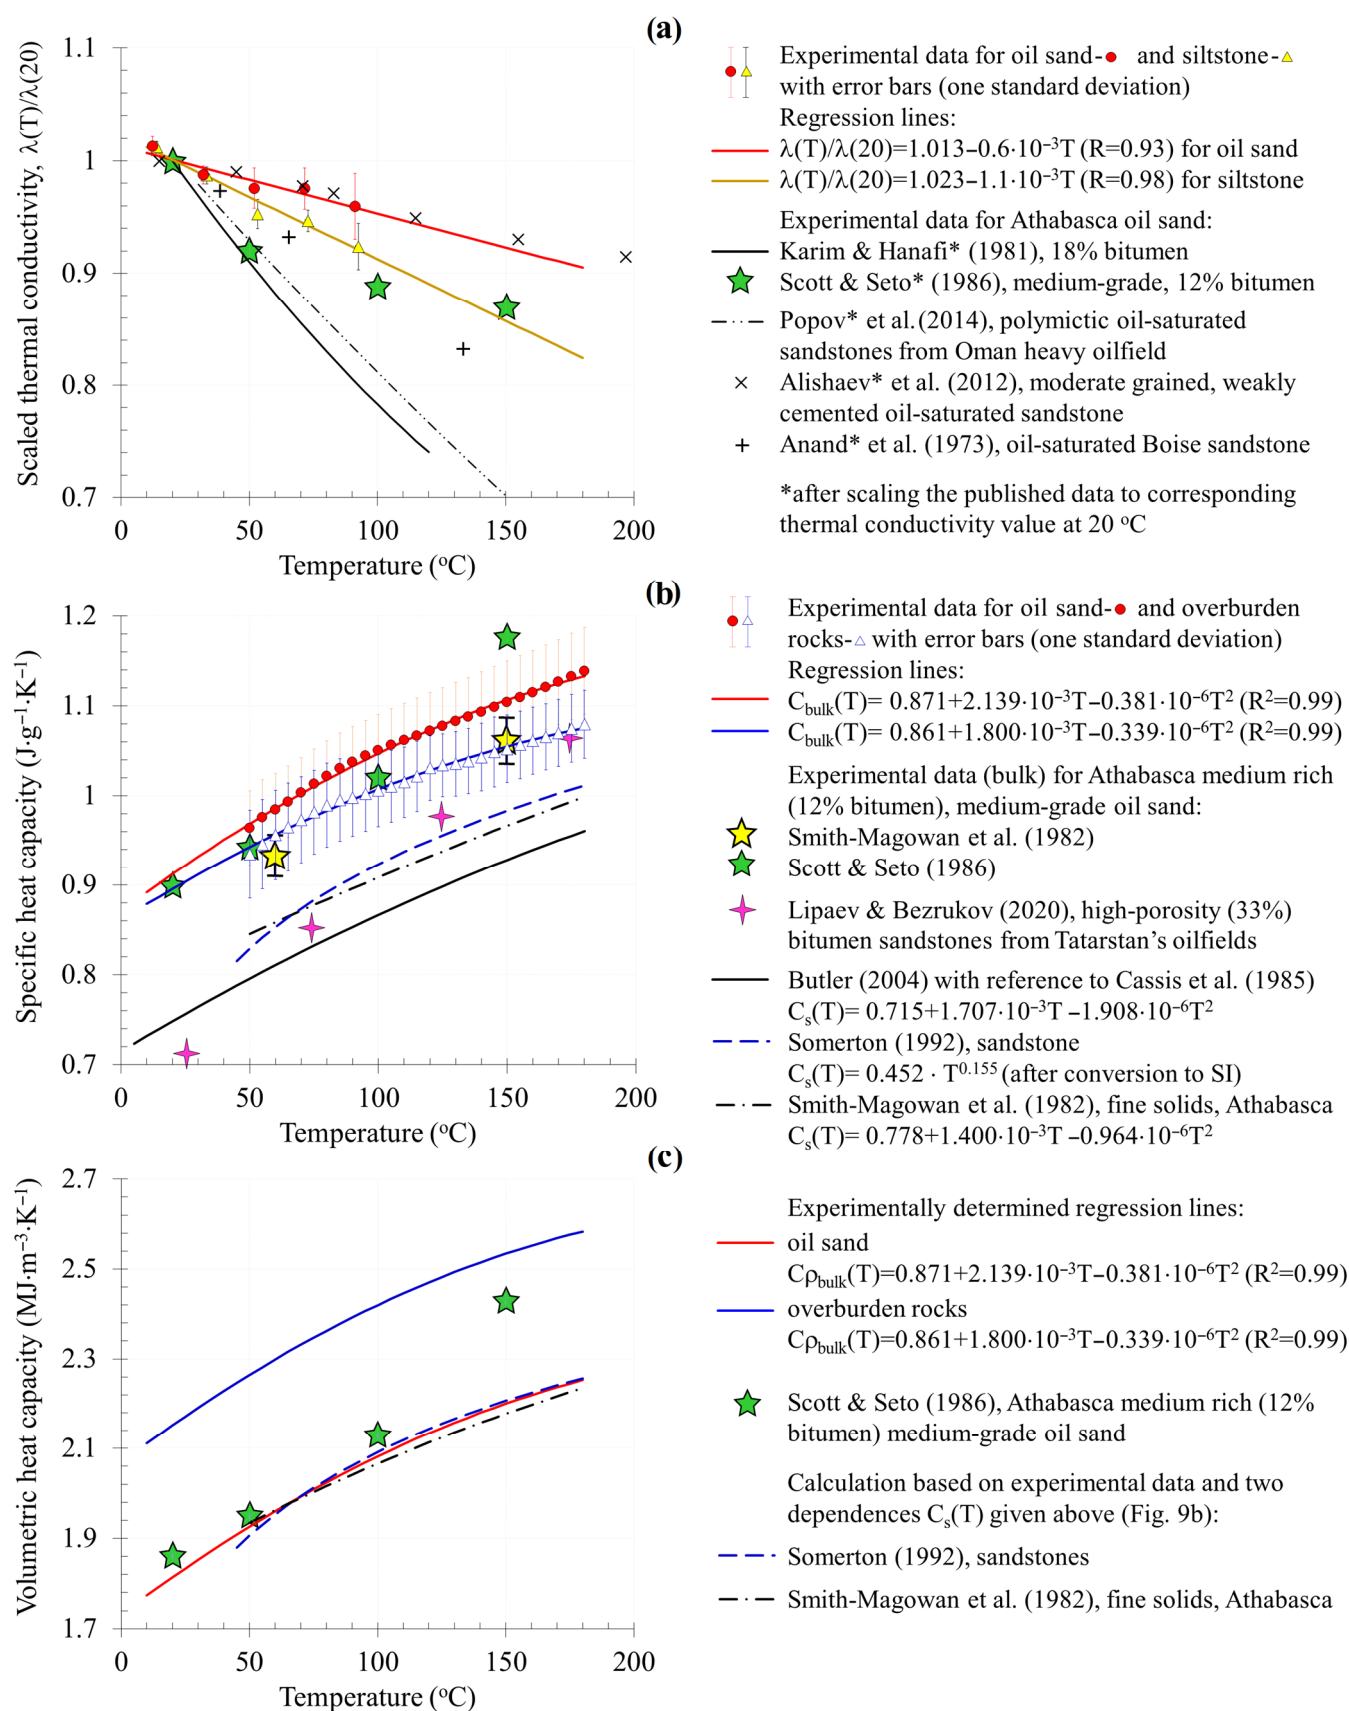 (a)
Scaled thermal conductivity, λ(T)/λ(20)
1.1
1
0.9
0.8
0.7
0 50 100 150 200
Temperature (ºC)
Experimental data for oil sand- and siltstone-
with error bars (one standard deviation)
Regression lines:
λ(T)/λ(20)=1.013–0.6·10⁻³T (R=0.93) for oil sand
λ(T)/λ(20)=1.023–1.1·10⁻³T (R=0.98) for siltstone
Experimental data for Athabasca oil sand:
Karim & Hanafi* (1981), 18% bitumen
Scott & Seto* (1986), medium-grade, 12% bitumen
Popov* et al.(2014), polymictic oil-saturated
sandstones from Oman heavy oilfield
Alishaev* et al. (2012), moderate grained, weakly
cemented oil-saturated sandstone
Anand* et al. (1973), oil-saturated Boise sandstone
*after scaling the published data to corresponding
thermal conductivity value at 20 ºC
(b)
Specific heat capacity (J·g⁻¹·K⁻¹)
1.2
1.1
1
0.9
0.8
0.7
0 50 100 150 200
Temperature (ºC)
Experimental data for oil sand- and overburden
rocks- with error bars (one standard deviation)
Regression lines:
C_bulk(T)= 0.871+2.139·10⁻³T–0.381·10⁻⁶T² (R²=0.99)
C_bulk(T)= 0.861+1.800·10⁻³T–0.339·10⁻⁶T² (R²=0.99)
Experimental data (bulk) for Athabasca medium rich
(12% bitumen), medium-grade oil sand:
Smith-Magowan et al. (1982)
Scott & Seto (1986)
Lipaev & Bezrukov (2020), high-porosity (33%)
bitumen sandstones from Tatarstan's oilfields
Butler (2004) with reference to Cassis et al. (1985)
C_s(T)= 0.715+1.707·10⁻³T –1.908·10⁻⁶T²
Somerton (1992), sandstone
C_s(T)= 0.452 · T^0.155 (after conversion to SI)
Smith-Magowan et al. (1982), fine solids, Athabasca
C_s(T)= 0.778+1.400·10⁻³T –0.964·10⁻⁶T²
(c)
Volumetric heat capacity (MJ·m⁻³·K⁻¹)
2.7
2.5
2.3
2.1
1.9
1.7
0 50 100 150 200
Temperature (ºC)
Experimentally determined regression lines:
oil sand
Cρ_bulk(T)=0.871+2.139·10⁻³T–0.381·10⁻⁶T² (R²=0.99)
overburden rocks
Cρ_bulk(T)=0.861+1.800·10⁻³T–0.339·10⁻⁶T² (R²=0.99)
Scott & Seto (1986), Athabasca medium rich (12%
bitumen) medium-grade oil sand
Calculation based on experimental data and two
dependences C_s(T) given above (Fig. 9b):
Somerton (1992), sandstones
Smith-Magowan et al. (1982), fine solids, Athabasca